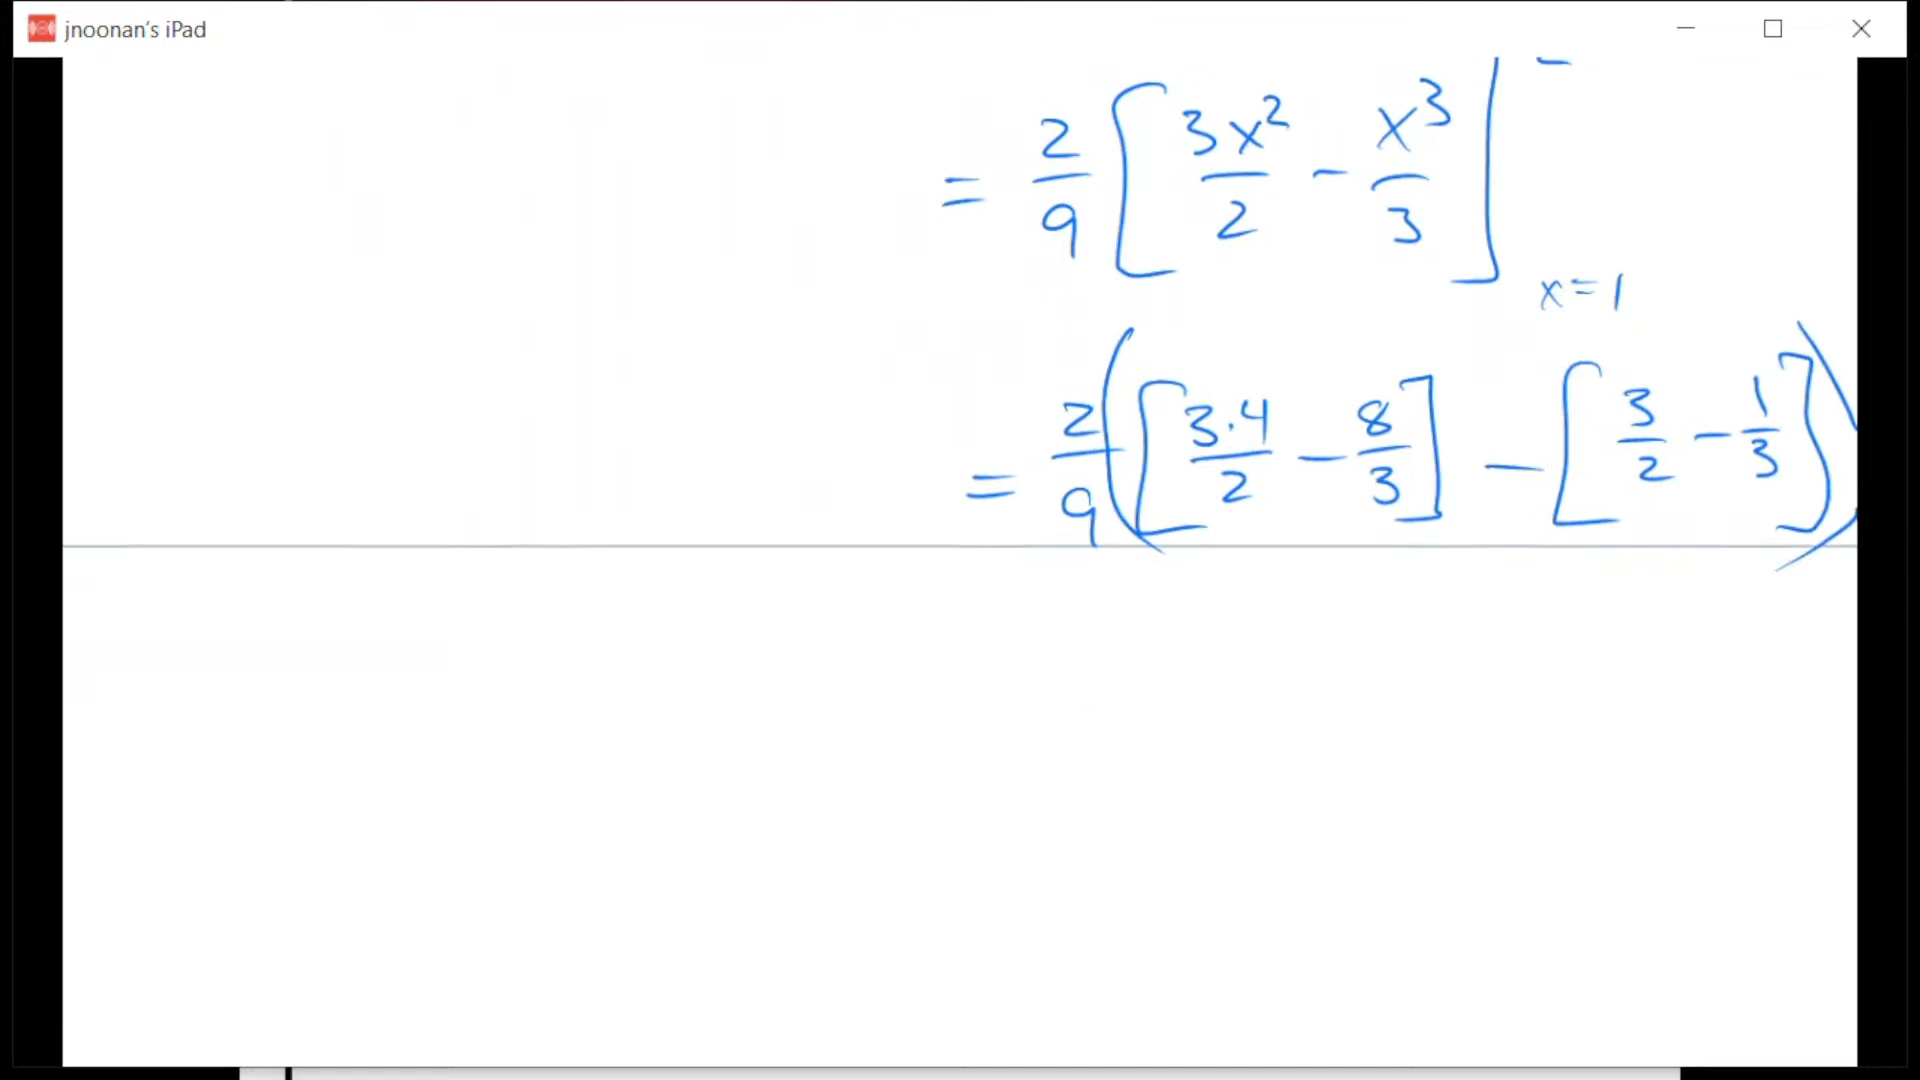 jnoonan's iPad
= 2/9 [ 3x²/2 - x³/3 ]
x=1
= 2/9 ( [ 3·4/2 - 8/3 ] - [ 3/2 - 1/3 ] )